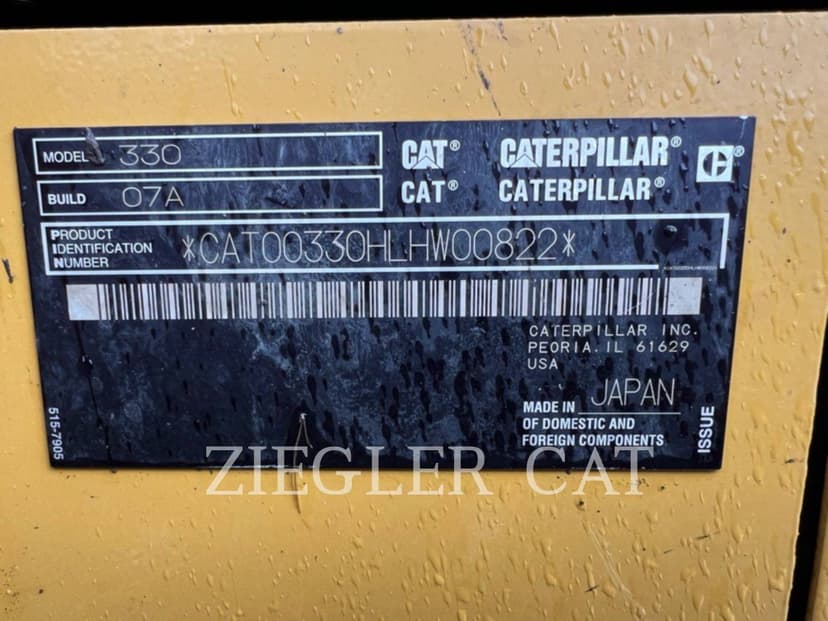 MODEL 330
CAT® CATERPILLAR®
BUILD 07A
CAT® CATERPILLAR®
PRODUCT
IDENTIFICATION
NUMBER
*CAT00330HLHW00822*
CATERPILLAR INC.
PEORIA, IL 61629
USA
MADE IN JAPAN
OF DOMESTIC AND
FOREIGN COMPONENTS
515-7905
ISSUE
ZIEGLER CAT